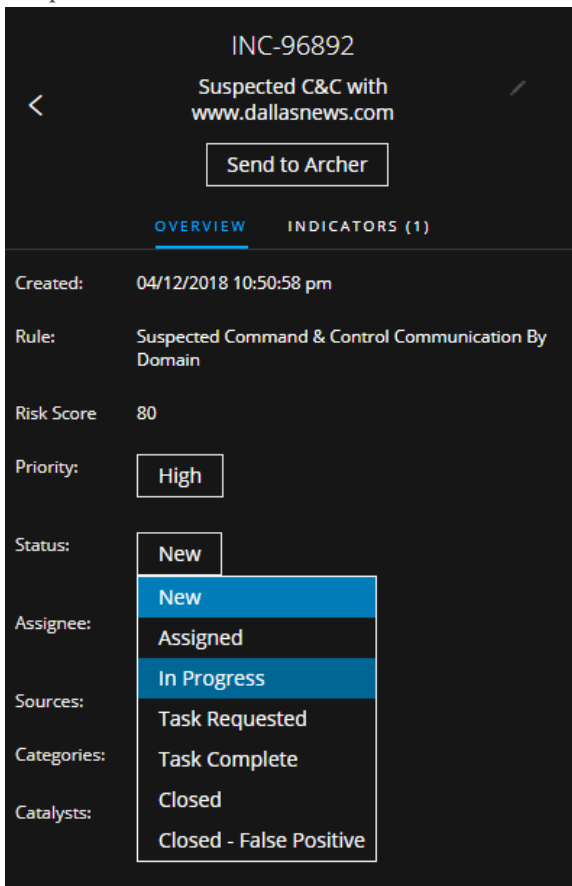 INC-96892
Suspected C&C with
www.dallasnews.com
Send to Archer
OVERVIEW INDICATORS (1)
Created: 04/12/2018 10:50:58 pm
Rule: Suspected Command & Control Communication By
Domain
Risk Score 80
Priority: High
Status: New
New
Assignee:
Assigned
In Progress
Sources:
Task Requested
Categories: Task Complete
Closed
Catalysts:
Closed - False Positive